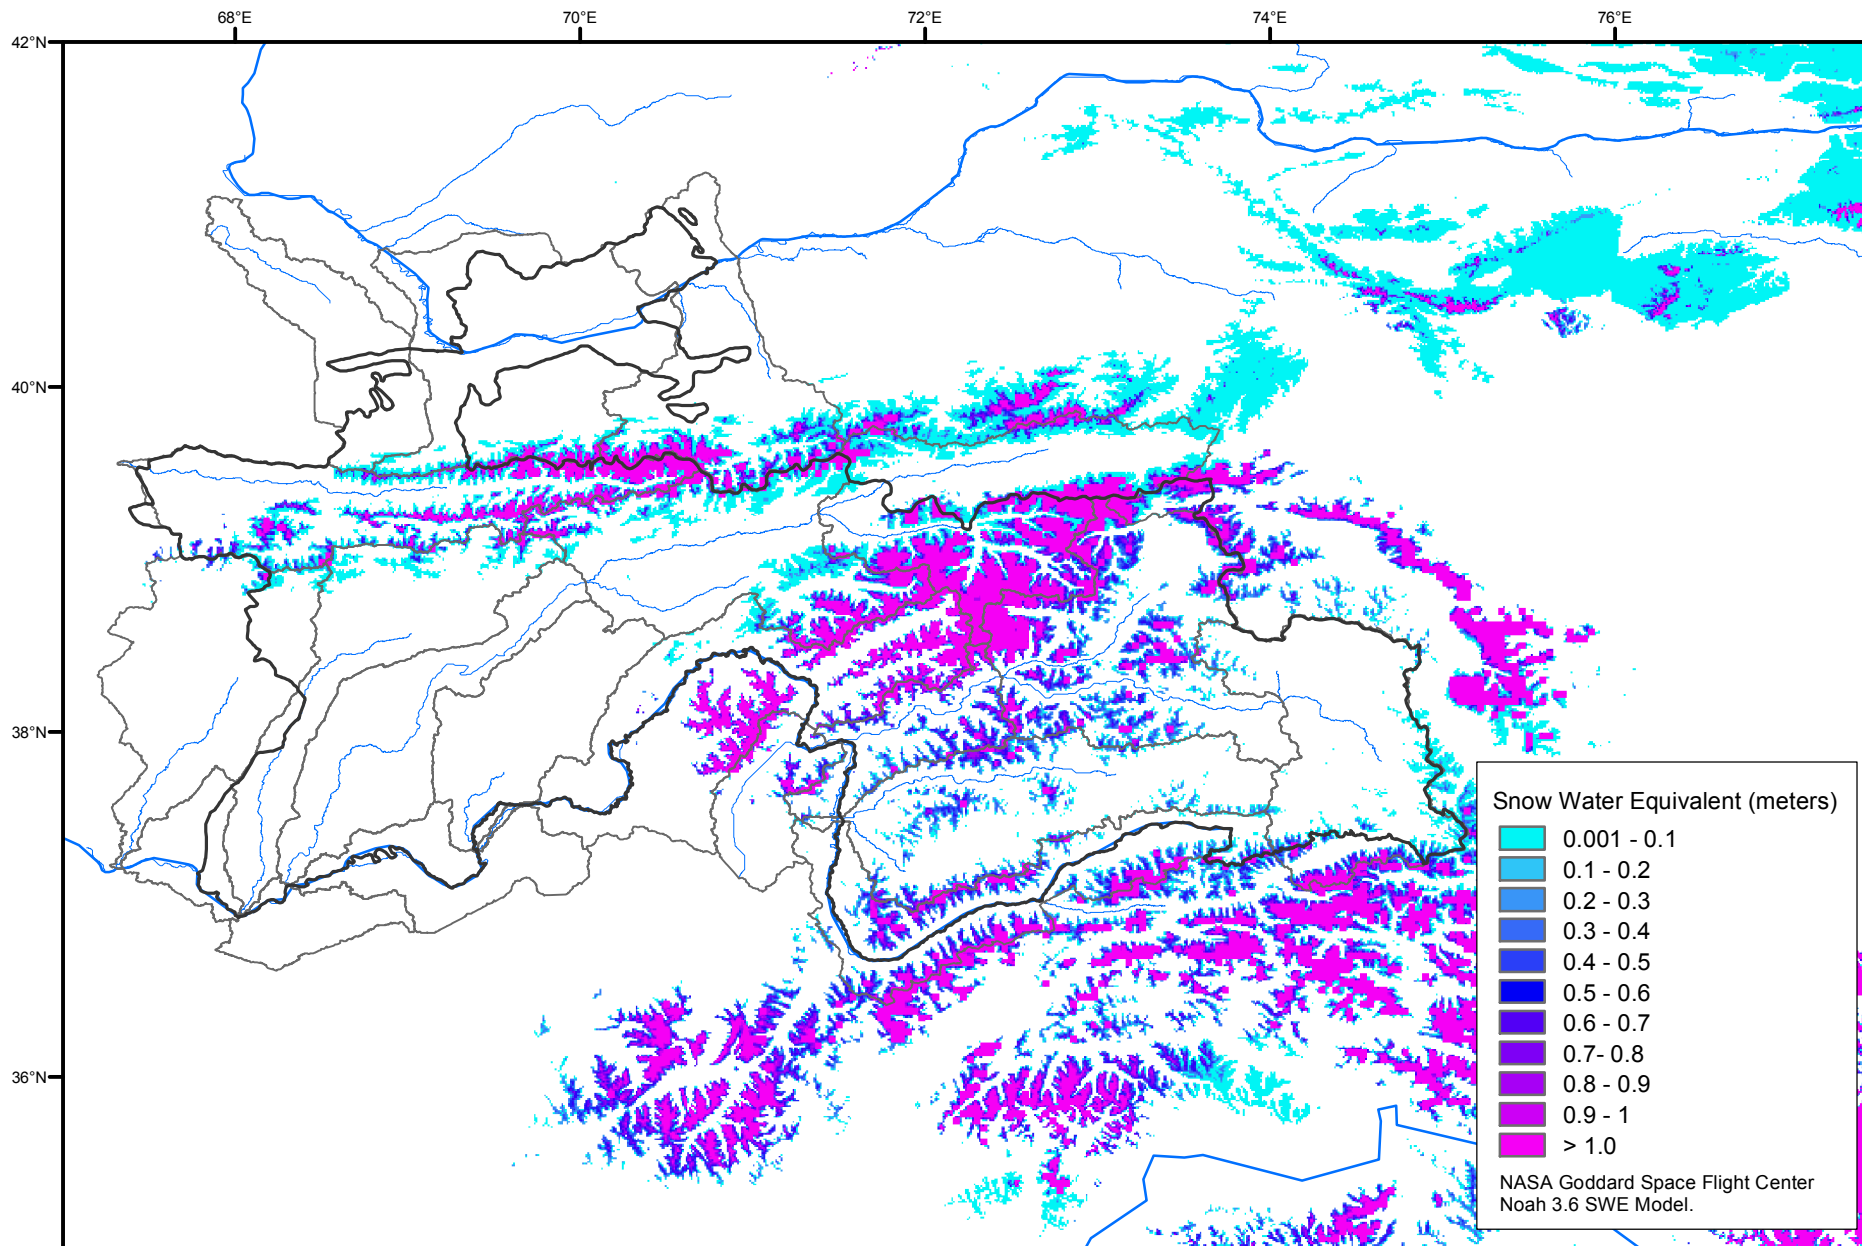 68°E
70°E
72°E
74°E
76°E
42°N
40°N
38°N
36°N
Snow Water Equivalent (meters)
0.001 - 0.1
0.1 - 0.2
0.2 - 0.3
0.3 - 0.4
0.4 - 0.5
0.5 - 0.6
0.6 - 0.7
0.7- 0.8
0.8 - 0.9
0.9 - 1
> 1.0
NASA Goddard Space Flight Center
Noah 3.6 SWE Model.